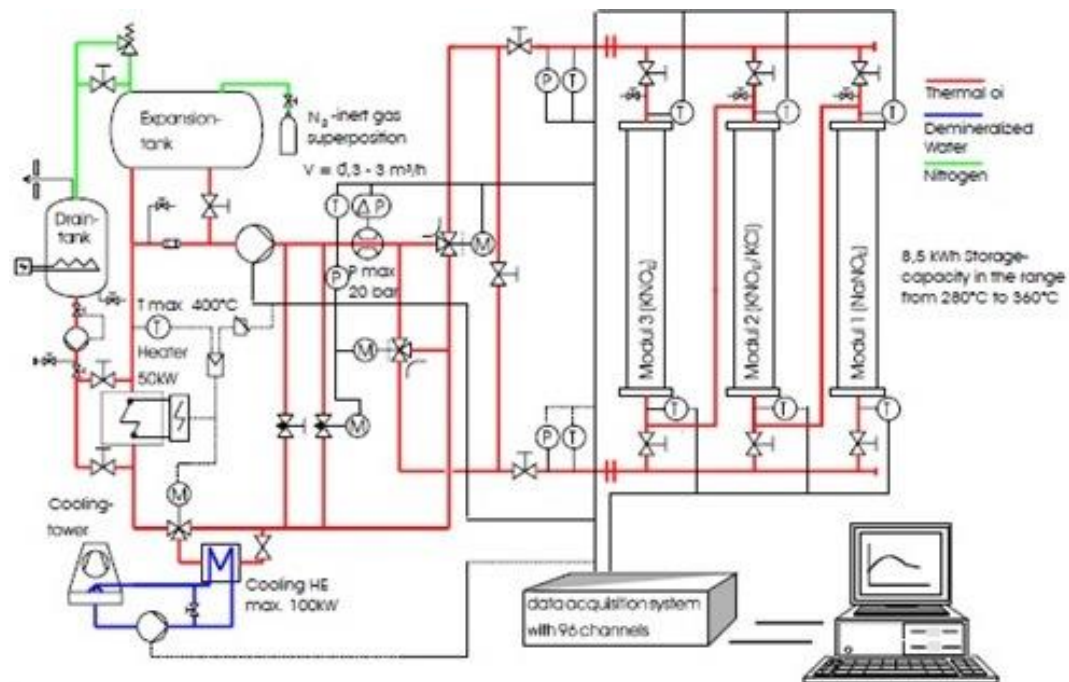 Expansion-
tank
N₂-inert gas
superposition
V = 0,3 - 3 m³/h
Drain-
tank
T
Δ P
M
P
P max
20 bar
T max 400°C
T
Heater
50kW
M
M
M
Cooling-
tower
Cooling HE
max. 100kW
P
T
P
T
T
T
T
Modul 3 (KNO₃)
Modul 2 (KNO₃/KCl)
Modul 1 (NaNO₃)
T
T
T
Thermal oi
Demineralized
Water
Nitrogen
8,5 kWh Storage-
capacity in the range
from 280°C to 360°C
data acquisition system
with 96 channels